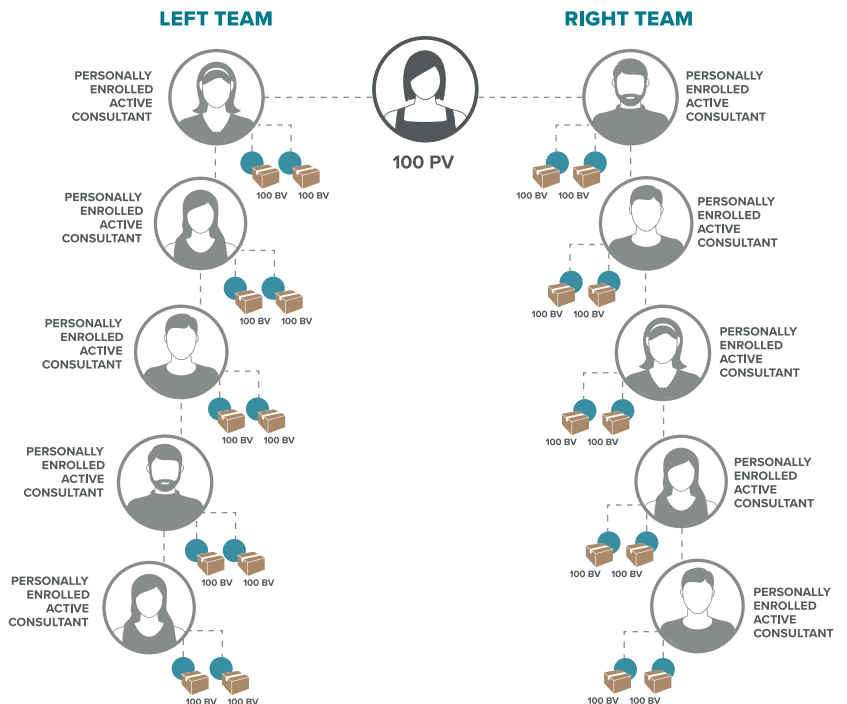 LEFT TEAM
RIGHT TEAM
PERSONALLY
ENROLLED
ACTIVE
CONSULTANT
100 PV
PERSONALLY
ENROLLED
ACTIVE
CONSULTANT
100 BV 100 BV
100 BV 100 BV
PERSONALLY
ENROLLED
ACTIVE
CONSULTANT
PERSONALLY
ENROLLED
ACTIVE
CONSULTANT
100 BV 100 BV
100 BV 100 BV
PERSONALLY
ENROLLED
ACTIVE
CONSULTANT
PERSONALLY
ENROLLED
ACTIVE
CONSULTANT
100 BV 100 BV
100 BV 100 BV
PERSONALLY
ENROLLED
ACTIVE
CONSULTANT
PERSONALLY
ENROLLED
ACTIVE
CONSULTANT
100 BV 100 BV
100 BV 100 BV
PERSONALLY
ENROLLED
ACTIVE
CONSULTANT
PERSONALLY
ENROLLED
ACTIVE
CONSULTANT
100 BV 100 BV
100 BV 100 BV